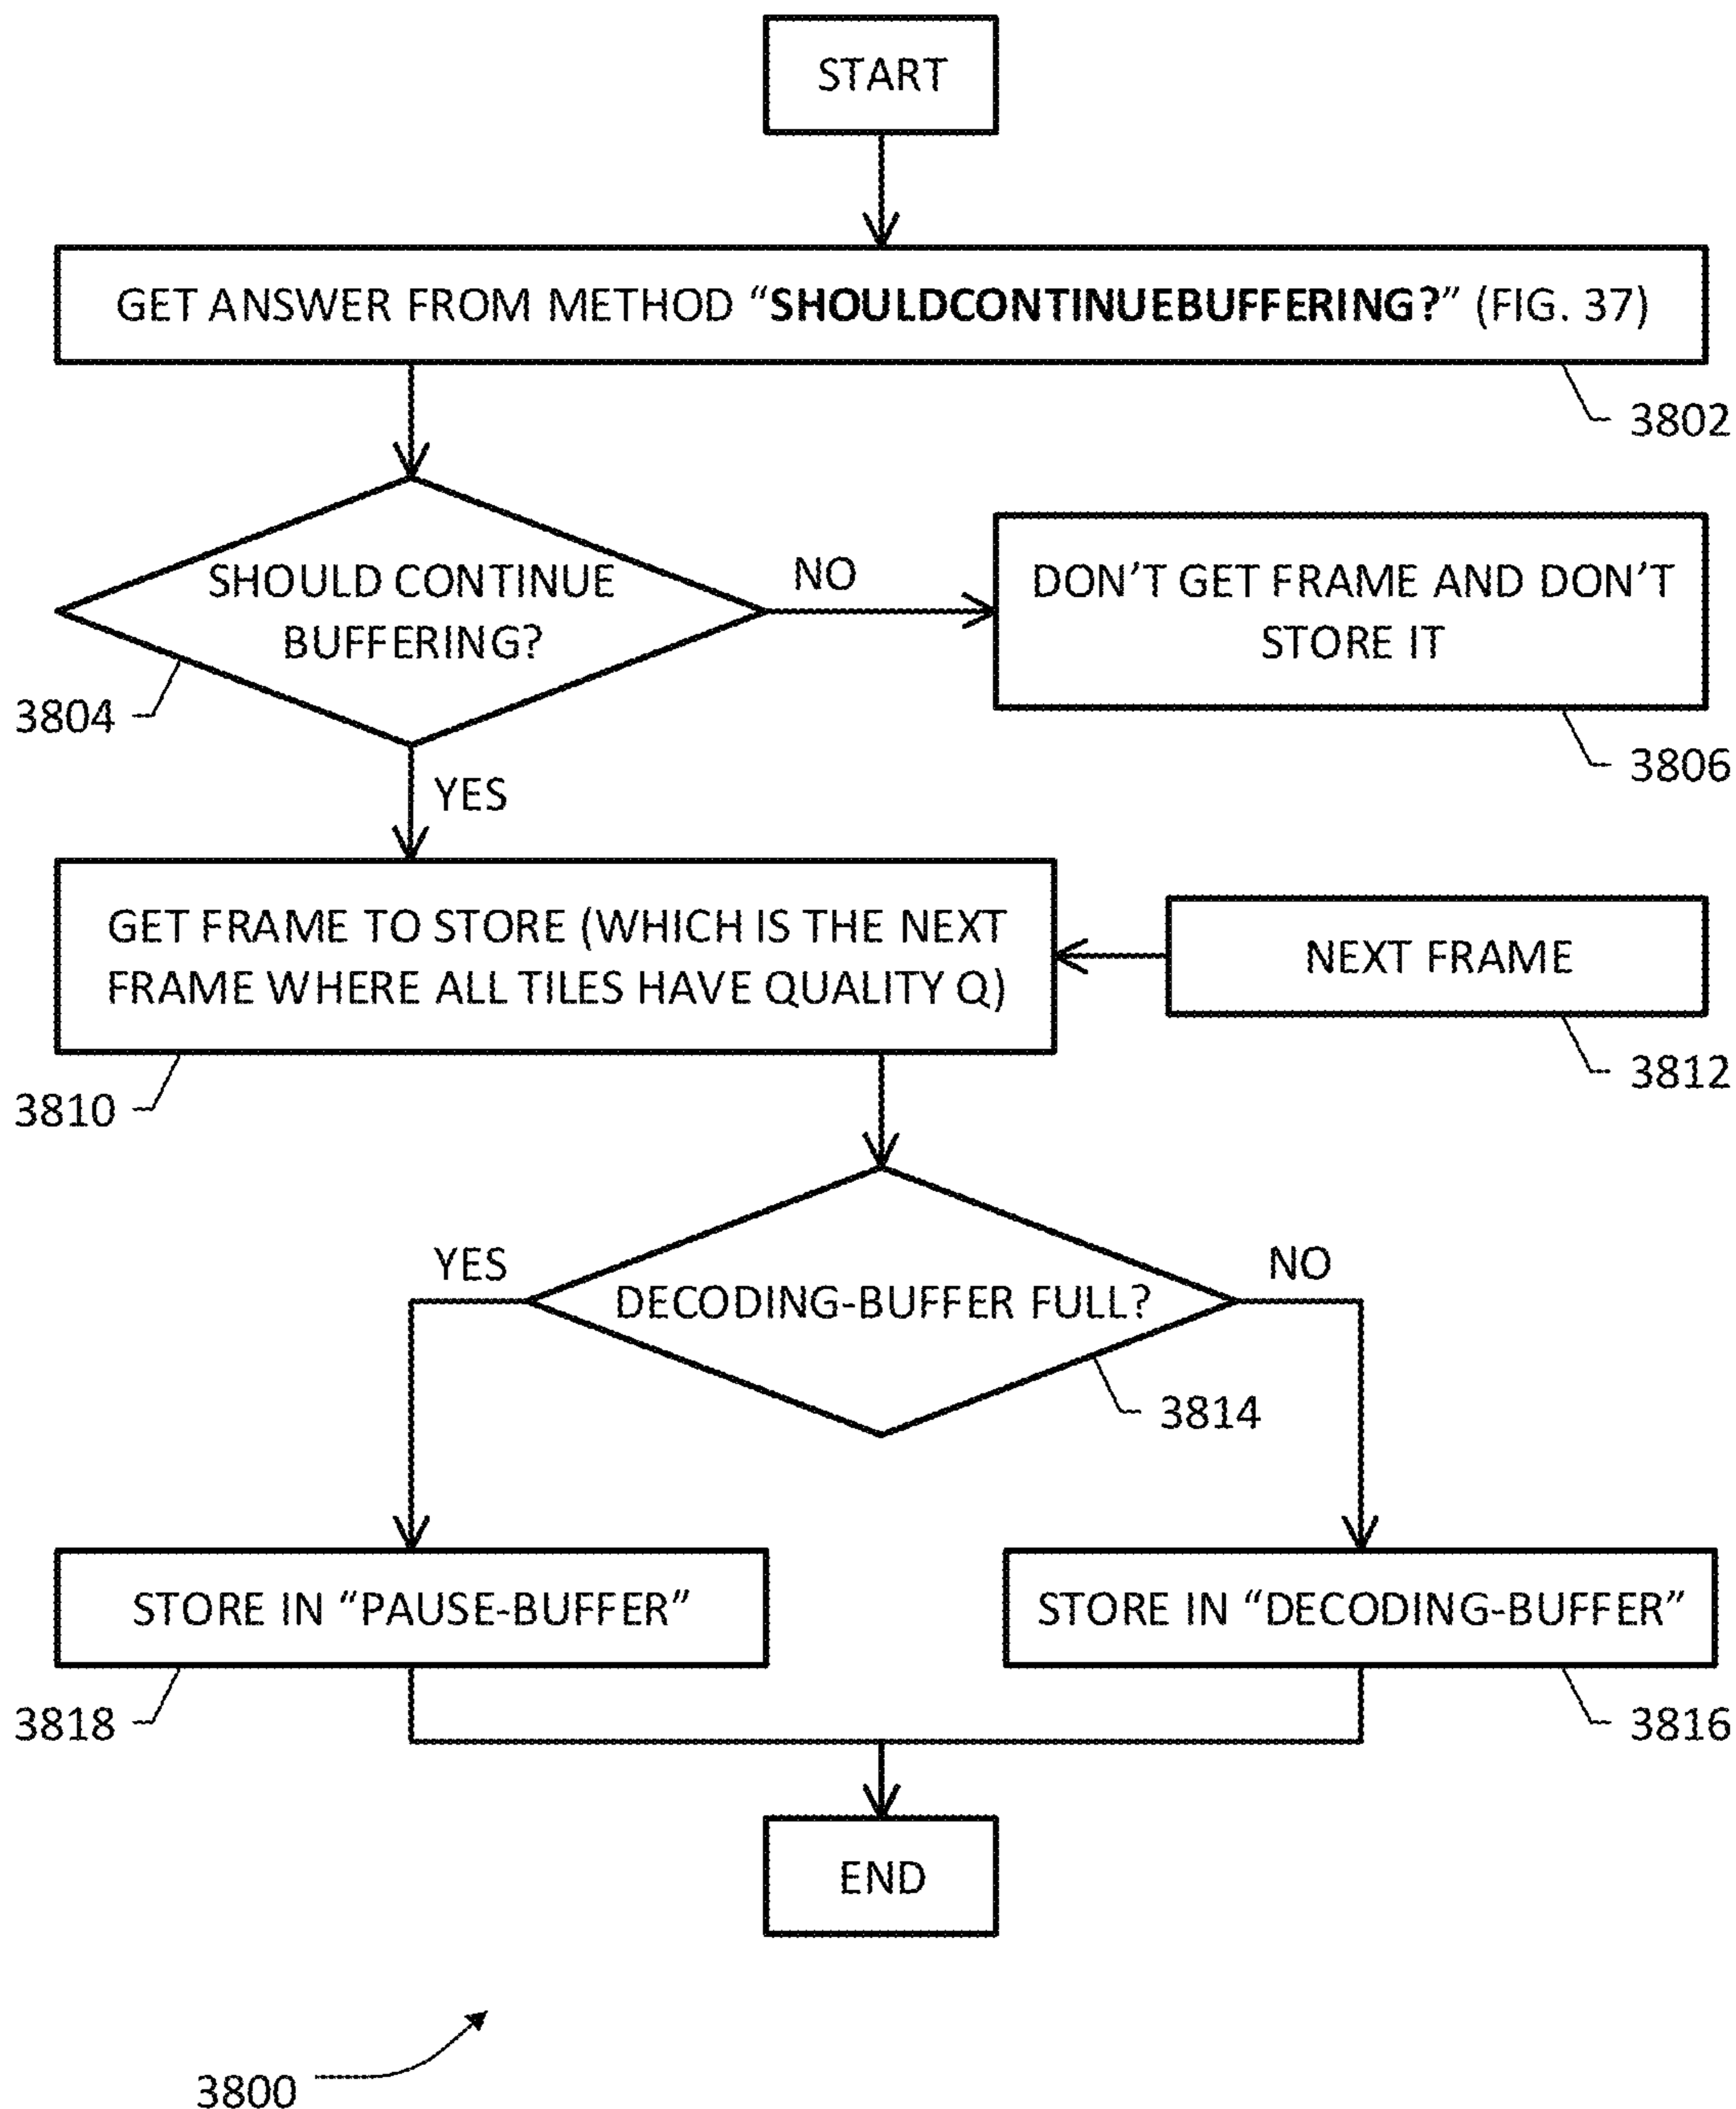 START
GET ANSWER FROM METHOD “SHOULDCONTINUEBUFFERING?” (FIG. 37)
3802
SHOULD CONTINUE
BUFFERING?
NO
DON’T GET FRAME AND DON’T
STORE IT
3804
3806
YES
GET FRAME TO STORE (WHICH IS THE NEXT
FRAME WHERE ALL TILES HAVE QUALITY Q)
NEXT FRAME
3810
3812
YES
NO
DECODING-BUFFER FULL?
3814
STORE IN “PAUSE-BUFFER”
STORE IN “DECODING-BUFFER”
3818
3816
END
3800